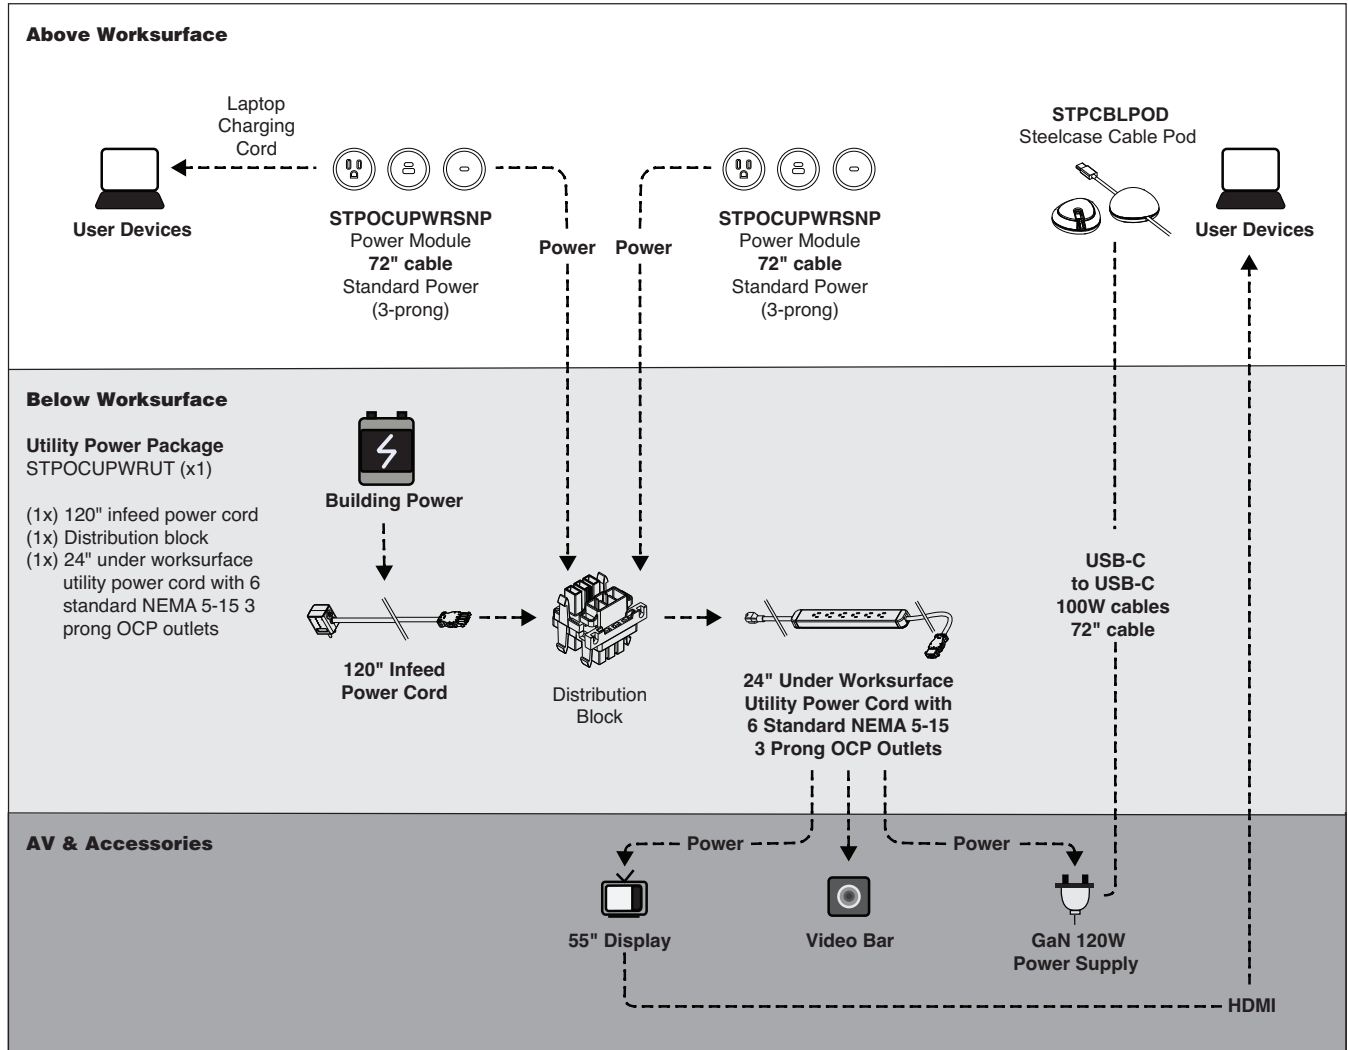 Above Worksurface
Laptop
Charging
Cord
User Devices
STPOCUPWRSNP
Power Module
72" cable
Standard Power
(3-prong)
Power
Power
STPOCUPWRSNP
Power Module
72" cable
Standard Power
(3-prong)
STPCBLPOD
Steelcase Cable Pod
User Devices
Below Worksurface
Utility Power Package
STPOCUPWRUT (x1)
(1x) 120" infeed power cord
(1x) Distribution block
(1x) 24" under worksurface
utility power cord with 6
standard NEMA 5-15 3
prong OCP outlets
Building Power
120" Infeed
Power Cord
Distribution
Block
24" Under Worksurface
Utility Power Cord with
6 Standard NEMA 5-15
3 Prong OCP Outlets
USB-C
to USB-C
100W cables
72" cable
AV & Accessories
Power
Power
55" Display
Video Bar
GaN 120W
Power Supply
HDMI